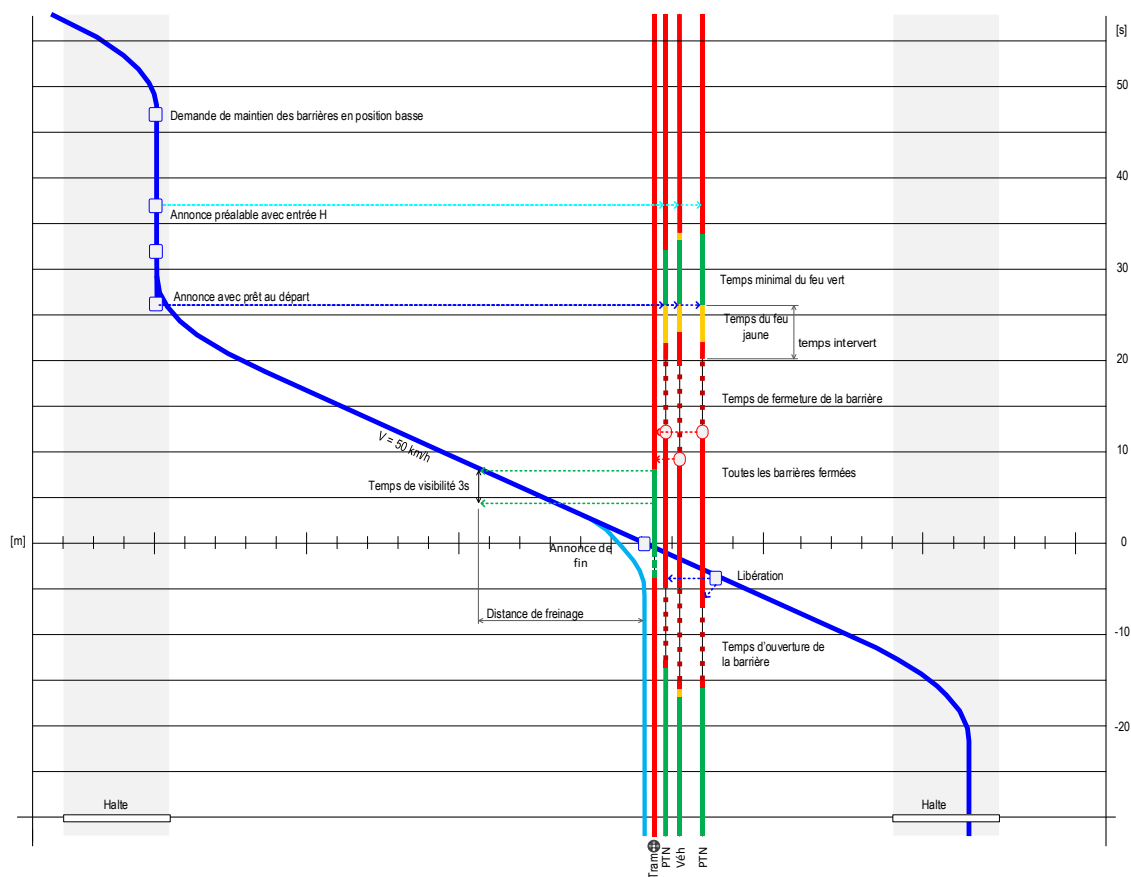 [s]
50
Demande de maintien des barrières en position basse
40
Annonce préalable avec entrée H
30
Temps minimal du feu vert
Annonce avec prêt au départ
Temps du feu
jaune
temps intervert
20
Temps de fermeture de la barrière
V = 50 km/h
10
Toutes les barrières fermées
Temps de visibilité 3s
[m]
0
Annonce de
fin
Libération
Distance de freinage
-10
Temps d'ouverture de
la barrière
-20
Halte
Halte
Tram
PTN
Véh
PTN